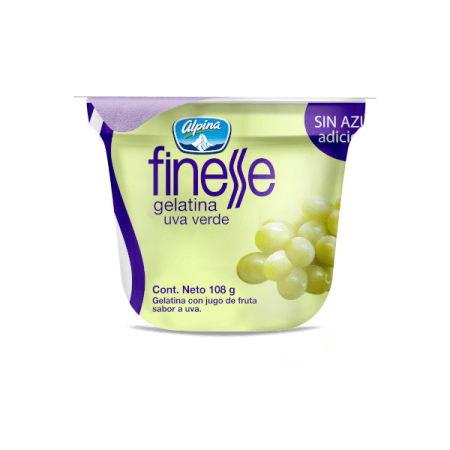 Alpina
SIN AZU
adici
finesse
gelatina
uva verde
Cont. Neto 108 g
Gelatina con jugo de fruta
sabor a uva.